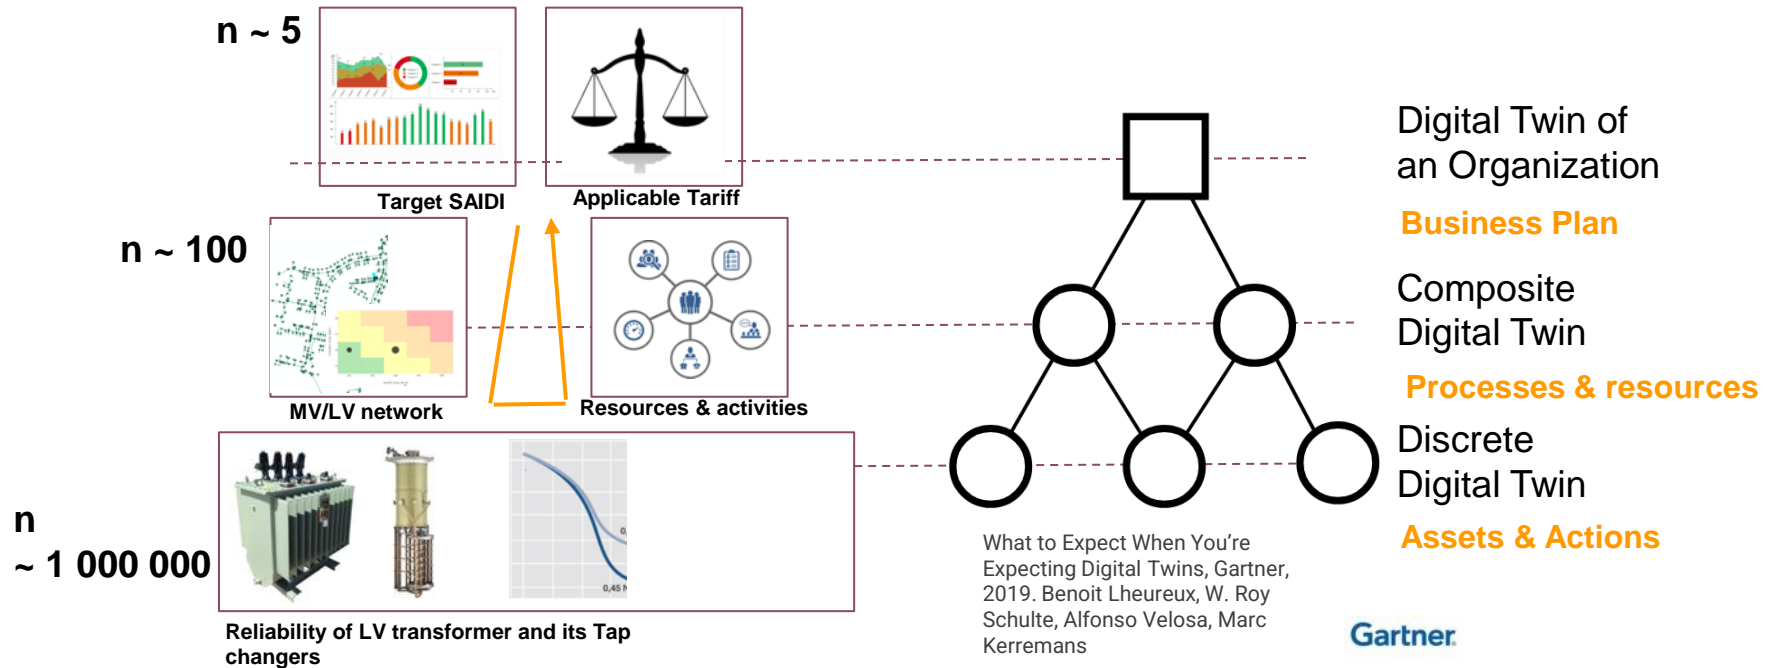 n ~ 5
Target SAIDI
Applicable Tariff
Digital Twin of
an Organization
Business Plan
n ~ 100
MV/LV network
Resources & activities
Composite
Digital Twin
Processes & resources
n
~ 1 000 000
0,45 N
Reliability of LV transformer and its Tap
changers
Discrete
Digital Twin
Assets & Actions
What to Expect When You're
Expecting Digital Twins, Gartner,
2019. Benoit Lheureux, W. Roy
Schulte, Alfonso Velosa, Marc
Kerremans
Gartner